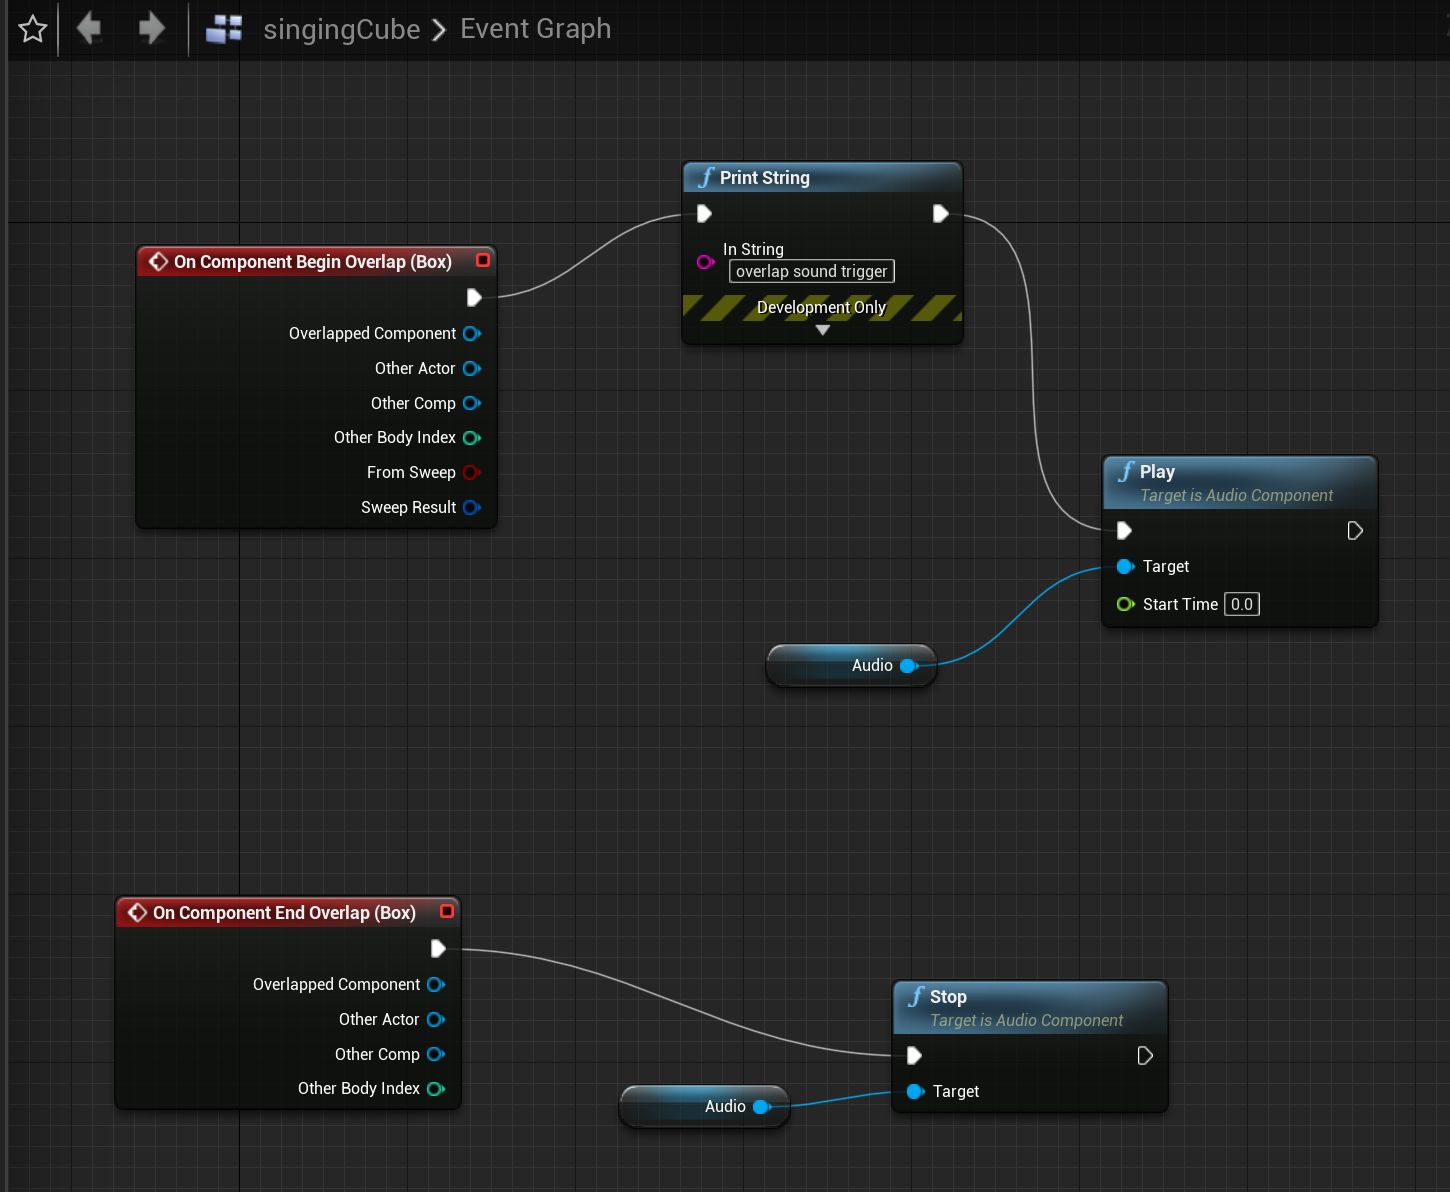 singingCube > Event Graph
Print String
In String
overlap sound trigger
Development Only
On Component Begin Overlap (Box)
Overlapped Component
Other Actor
Other Comp
Other Body Index
From Sweep
Sweep Result
Play
Target is Audio Component
Target
Start Time 0.0
Audio
On Component End Overlap (Box)
Overlapped Component
Other Actor
Other Comp
Other Body Index
Stop
Target is Audio Component
Target
Audio